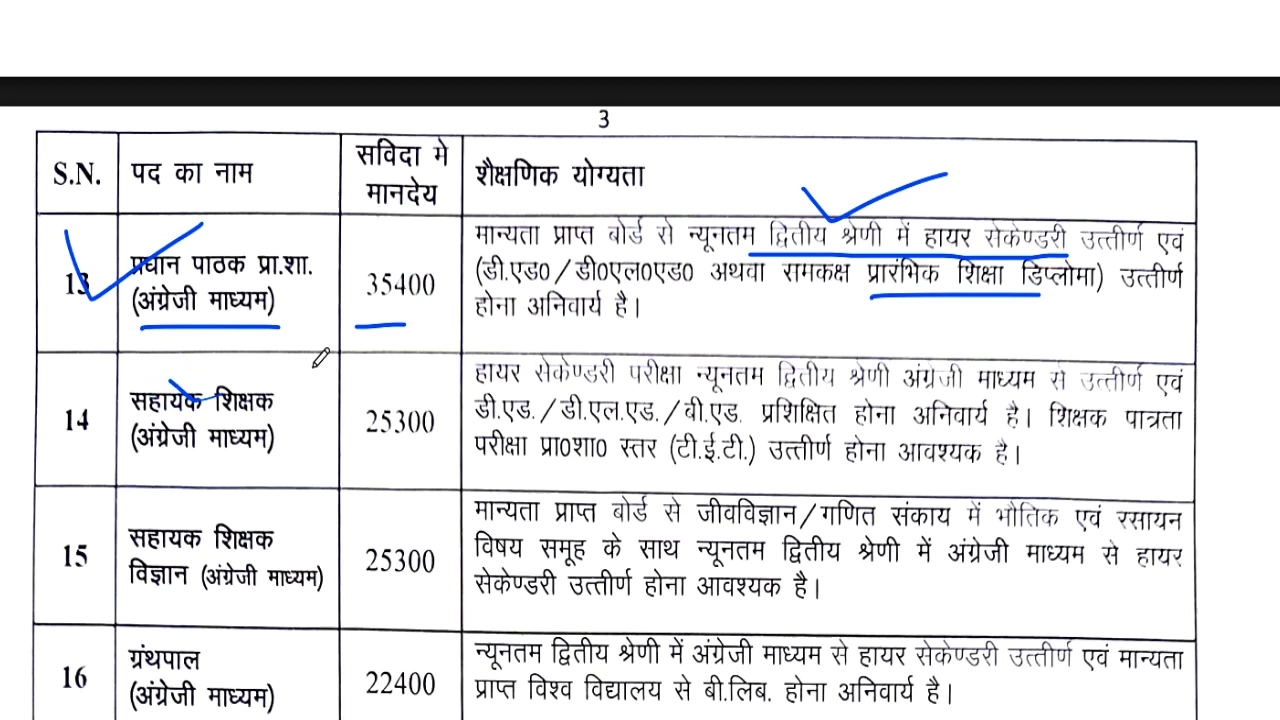 3
S.N.
पद का नाम
सविदा मे
मानदेय
शैक्षणिक योग्यता
13
प्रधान पाठक प्रा.शा.
(अंग्रेजी माध्यम)
35400
मान्यता प्राप्त बोर्ड से न्यूनतम द्वितीय श्रेणी में हायर सेकेण्डरी उत्तीर्ण एवं
(डी.एड0/डी0एल0एड0 अथवा समकक्ष प्रारंभिक शिक्षा डिप्लोमा) उत्तीर्ण
होना अनिवार्य है।
14
सहायक शिक्षक
(अंग्रेजी माध्यम)
25300
हायर सेकेण्डरी परीक्षा न्यूनतम द्वितीय श्रेणी अंग्रेजी माध्यम से उत्तीर्ण एवं
डी.एड./डी.एल.एड./बी.एड. प्रशिक्षित होना अनिवार्य है। शिक्षक पात्रता
परीक्षा प्रा0शा0 स्तर (टी.ई.टी.) उत्तीर्ण होना आवश्यक है।
15
सहायक शिक्षक
विज्ञान (अंग्रेजी माध्यम)
25300
मान्यता प्राप्त बोर्ड से जीवविज्ञान/गणित संकाय में भौतिक एवं रसायन
विषय समूह के साथ न्यूनतम द्वितीय श्रेणी में अंग्रेजी माध्यम से हायर
सेकेण्डरी उत्तीर्ण होना आवश्यक है।
16
ग्रंथपाल
(अंग्रेजी माध्यम)
22400
न्यूनतम द्वितीय श्रेणी में अंग्रेजी माध्यम से हायर सेकेण्डरी उत्तीर्ण एवं मान्यता
प्राप्त विश्व विद्यालय से बी.लिब. होना अनिवार्य है।